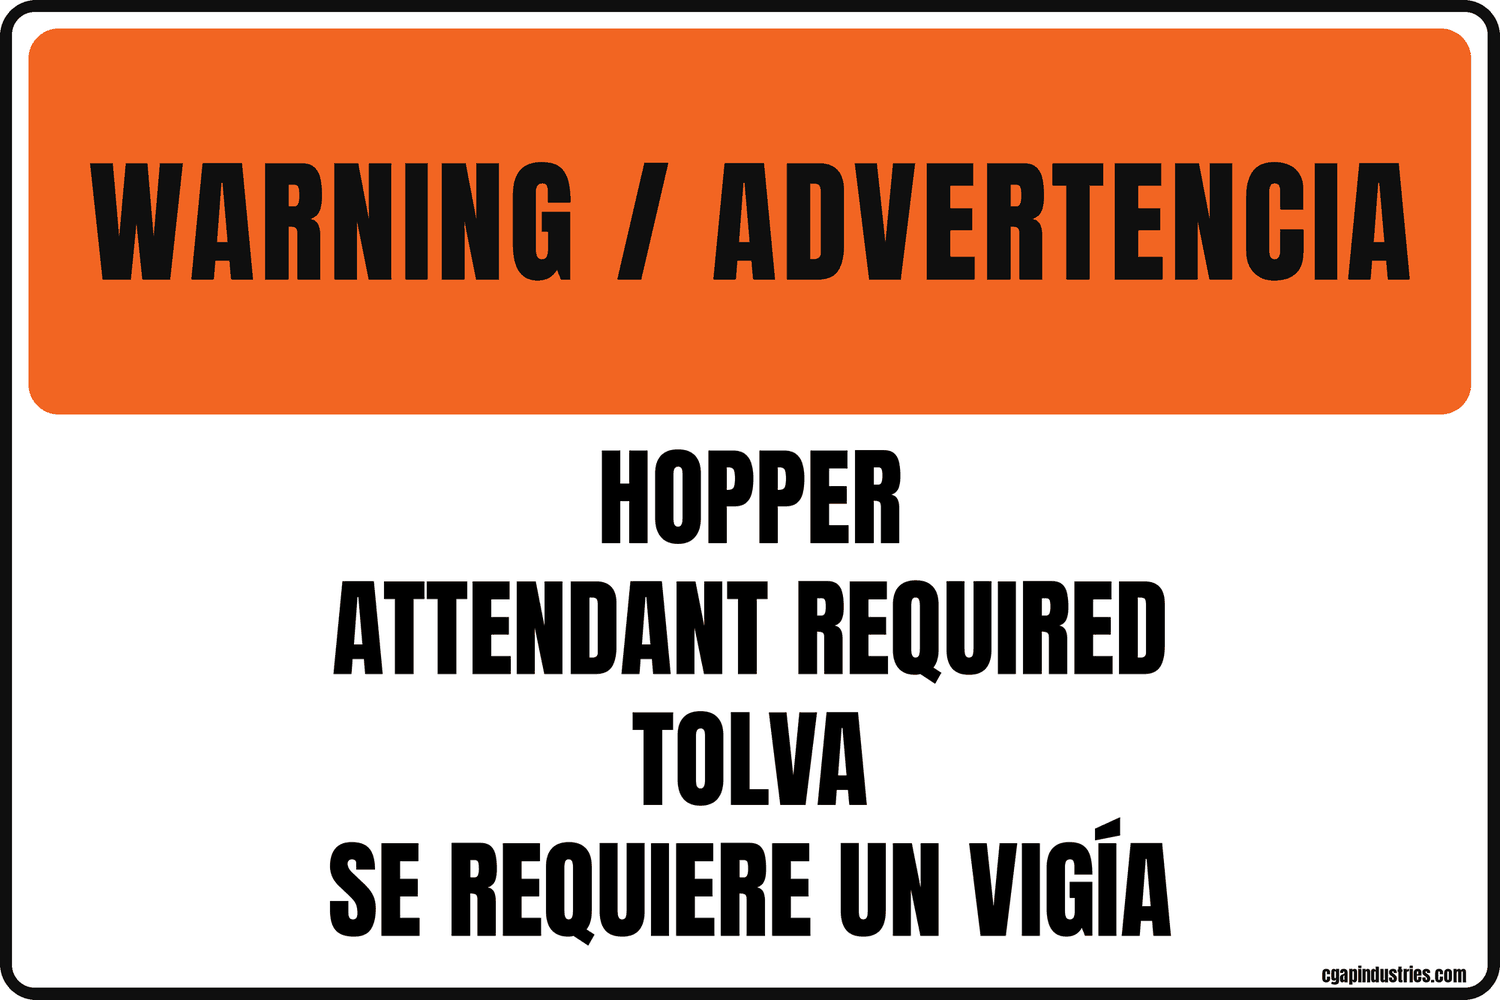 WARNING / ADVERTENCIA
HOPPER
ATTENDANT REQUIRED
TOLVA
SE REQUIERE UN VIGÍA
cgapindustries.com